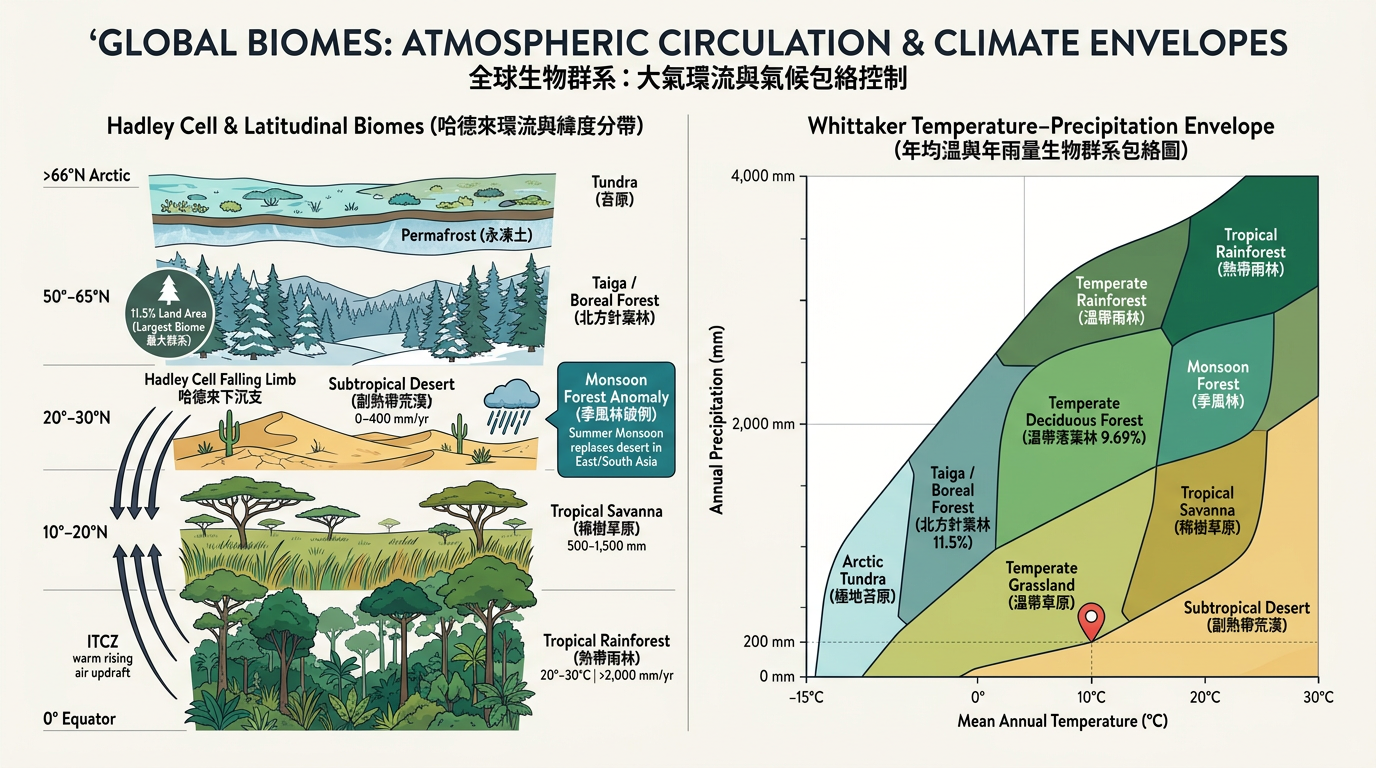 ‘GLOBAL BIOMES: ATMOSPHERIC CIRCULATION & CLIMATE ENVELOPES
全球生物群系：大氣環流與氣候包絡控制
Hadley Cell & Latitudinal Biomes (哈德來環流與緯度分帶)
>66°N Arctic
Tundra
(苔原)
Permafrost (永凍土)
50°–65°N
11.5% Land Area
(Largest Biome
最大群系)
Taiga /
Boreal Forest
(北方針葉林)
Hadley Cell Falling Limb
哈德來下沉支
Subtropical Desert
(副熱帶荒漠)
0–400 mm/yr
20°–30°N
Monsoon
Forest Anomaly
(季風林破例)
Summer Monsoon
replases desert in
East/South Asia
10°–20°N
Tropical Savanna
(稀樹草原)
500–1,500 mm
ITCZ
warm rising
air updraft
Tropical Rainforest
(熱帶雨林)
20°–30°C | >2,000 mm/yr
0° Equator
Whittaker Temperature–Precipitation Envelope
(年均溫與年雨量生物群系包絡圖)
Annual Precipitation (mm)
4,000 mm
2,000 mm
200 mm
0 mm
Tropical
Rainforest
(熱帶雨林)
Temperate
Rainforest
(溫帶雨林)
Monsoon
Forest
(季風林)
Temperate
Deciduous Forest
(溫帶落葉林 9.69%)
Taiga /
Boreal
Forest
(北方針葉林
11.5%)
Tropical
Savanna
(稀樹草原)
Arctic
Tundra
(極地苔原)
Temperate
Grassland
(溫帶草原)
Subtropical Desert
(副熱帶荒漠)
-15°C
0°
10°C
20°C
30°C
Mean Annual Temperature (°C)